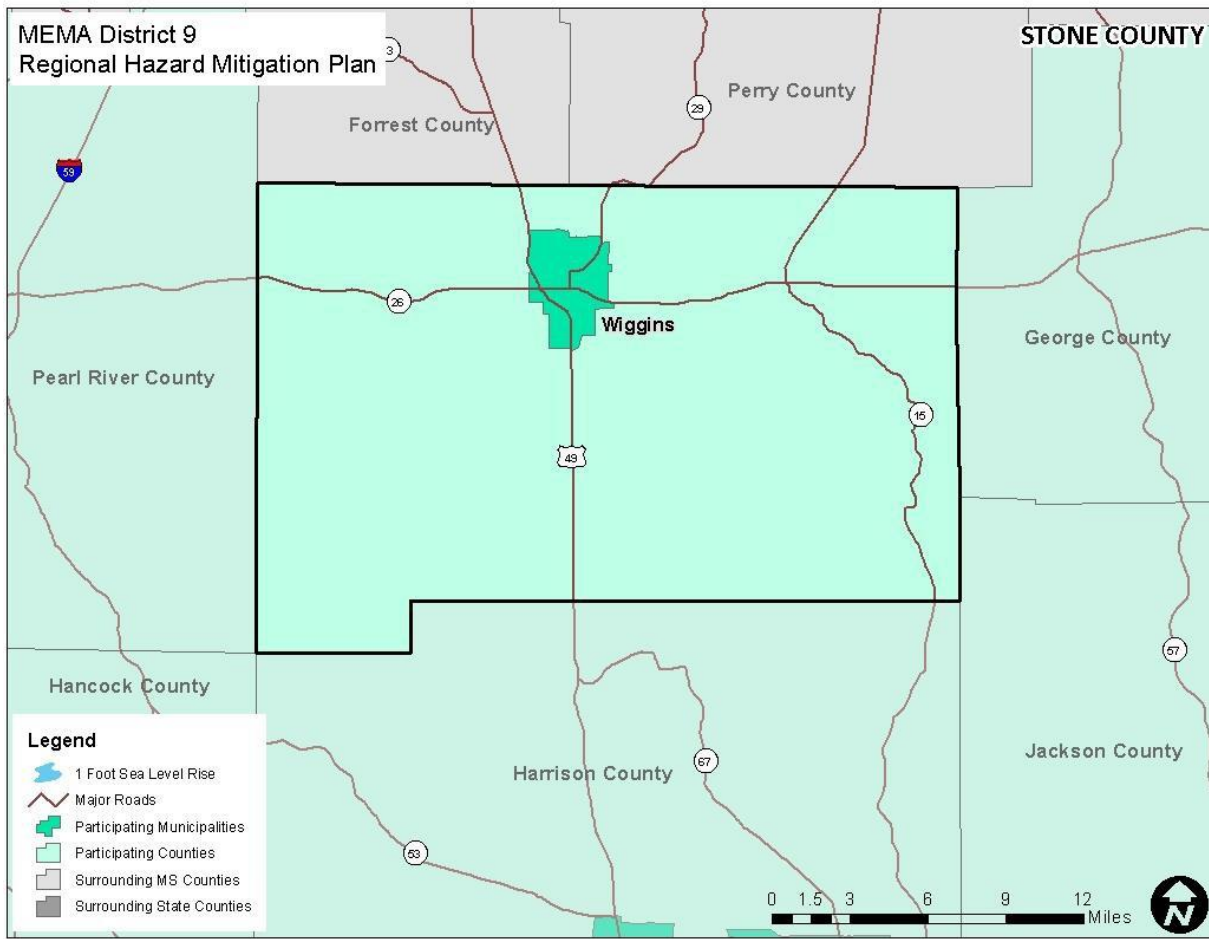 MEMA District 9
Regional Hazard Mitigation Plan
STONE COUNTY
3
29
Perry County
Forrest County
59
26
Wiggins
George County
Pearl River County
15
49
57
Hancock County
Legend
1 Foot Sea Level Rise
Major Roads
Participating Municipalities
Participating Counties
Surrounding MS Counties
Surrounding State Counties
Harrison County
67
Jackson County
53
0 1.5 3 6 9 12
Miles
N